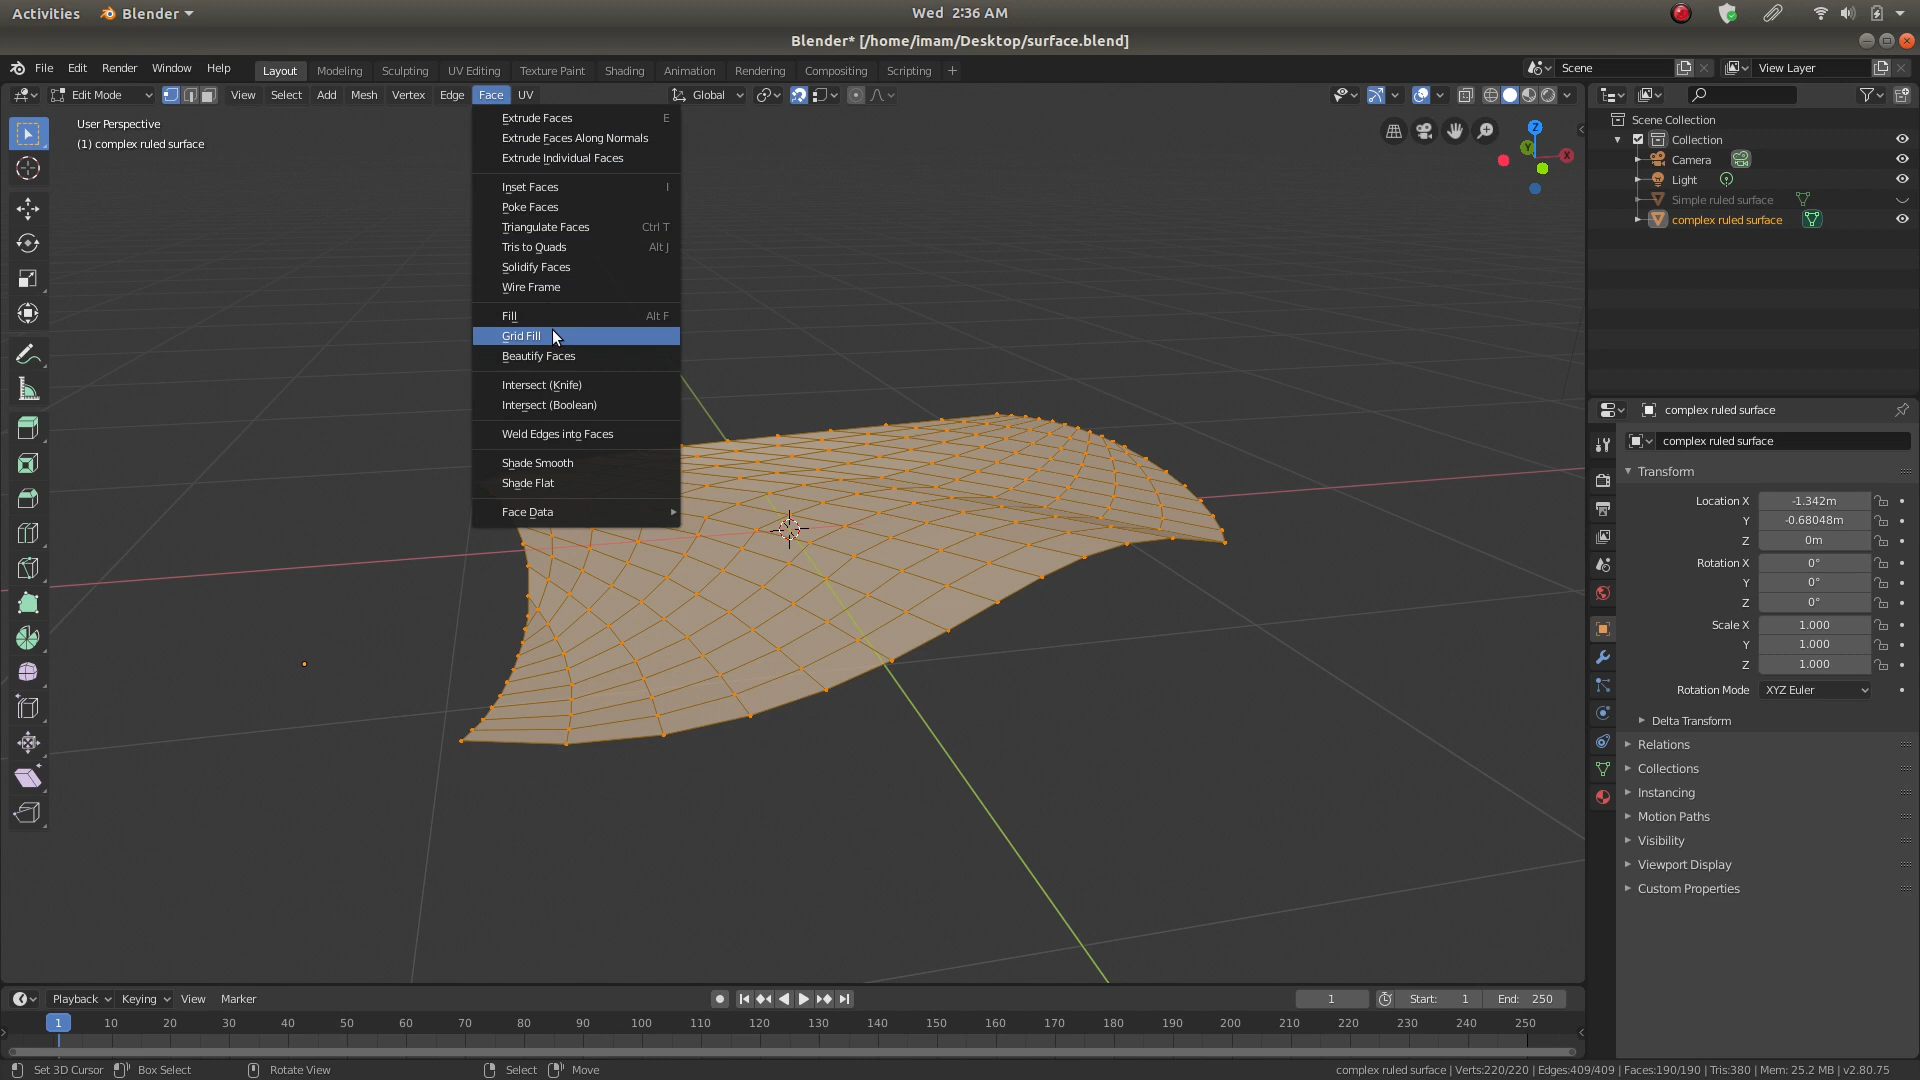 Activities Blender Wed 2:36 AM
Blender* [/home/imam/Desktop/surface.blend]
File Edit Render Window Help Layout Modeling Sculpting UV Editing Texture Paint Shading Animation Rendering Compositing Scripting + Scene View Layer
Edit Mode View Select Add Mesh Vertex Edge Face UV Global
User Perspective
(1) complex ruled surface
Extrude Faces E
Extrude Faces Along Normals
Extrude Individual Faces
Inset Faces I
Poke Faces
Triangulate Faces Ctrl T
Tris to Quads Alt J
Solidify Faces
Wire Frame
Fill Alt F
Grid Fill
Beautify Faces
Intersect (Knife)
Intersect (Boolean)
Weld Edges into Faces
Shade Smooth
Shade Flat
Face Data
Z
Y X
Scene Collection
Collection
Camera
Light
Simple ruled surface
complex ruled surface
complex ruled surface
complex ruled surface
Transform
Location X -1.342m
Y -0.68048m
Z 0m
Rotation X 0°
Y 0°
Z 0°
Scale X 1.000
Y 1.000
Z 1.000
Rotation Mode XYZ Euler
Delta Transform
Relations
Collections
Instancing
Motion Paths
Visibility
Viewport Display
Custom Properties
Playback Keying View Marker 1 Start: 1 End: 250
1 10 20 30 40 50 60 70 80 90 100 110 120 130 140 150 160 170 180 190 200 210 220 230 240 250
Set 3D Cursor Box Select Rotate View Select Move complex ruled surface | Verts:220/220 | Edges:409/409 | Faces:190/190 | Tris:380 | Mem: 25.2 MB | v2.80.75